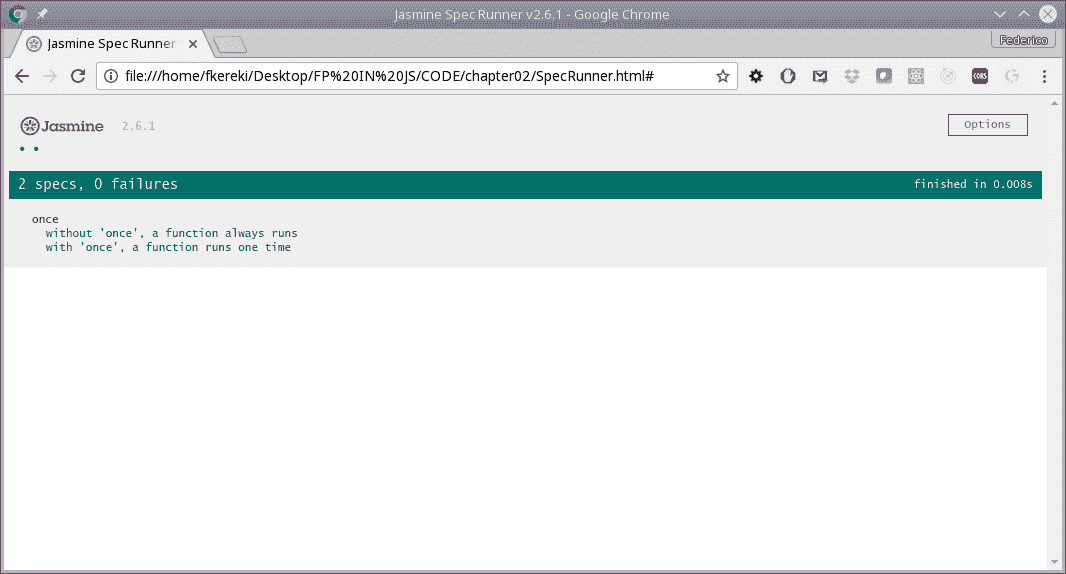 Jasmine Spec Runner v2.6.1 - Google Chrome
Jasmine Spec Runner
Federico
file:///home/fkereki/Desktop/FP%20IN%20JS/CODE/chapter02/SpecRunner.html#
CORS
Jasmine 2.6.1
Options
2 specs, 0 failures
finished in 0.008s
once
without 'once', a function always runs
with 'once', a function runs one time